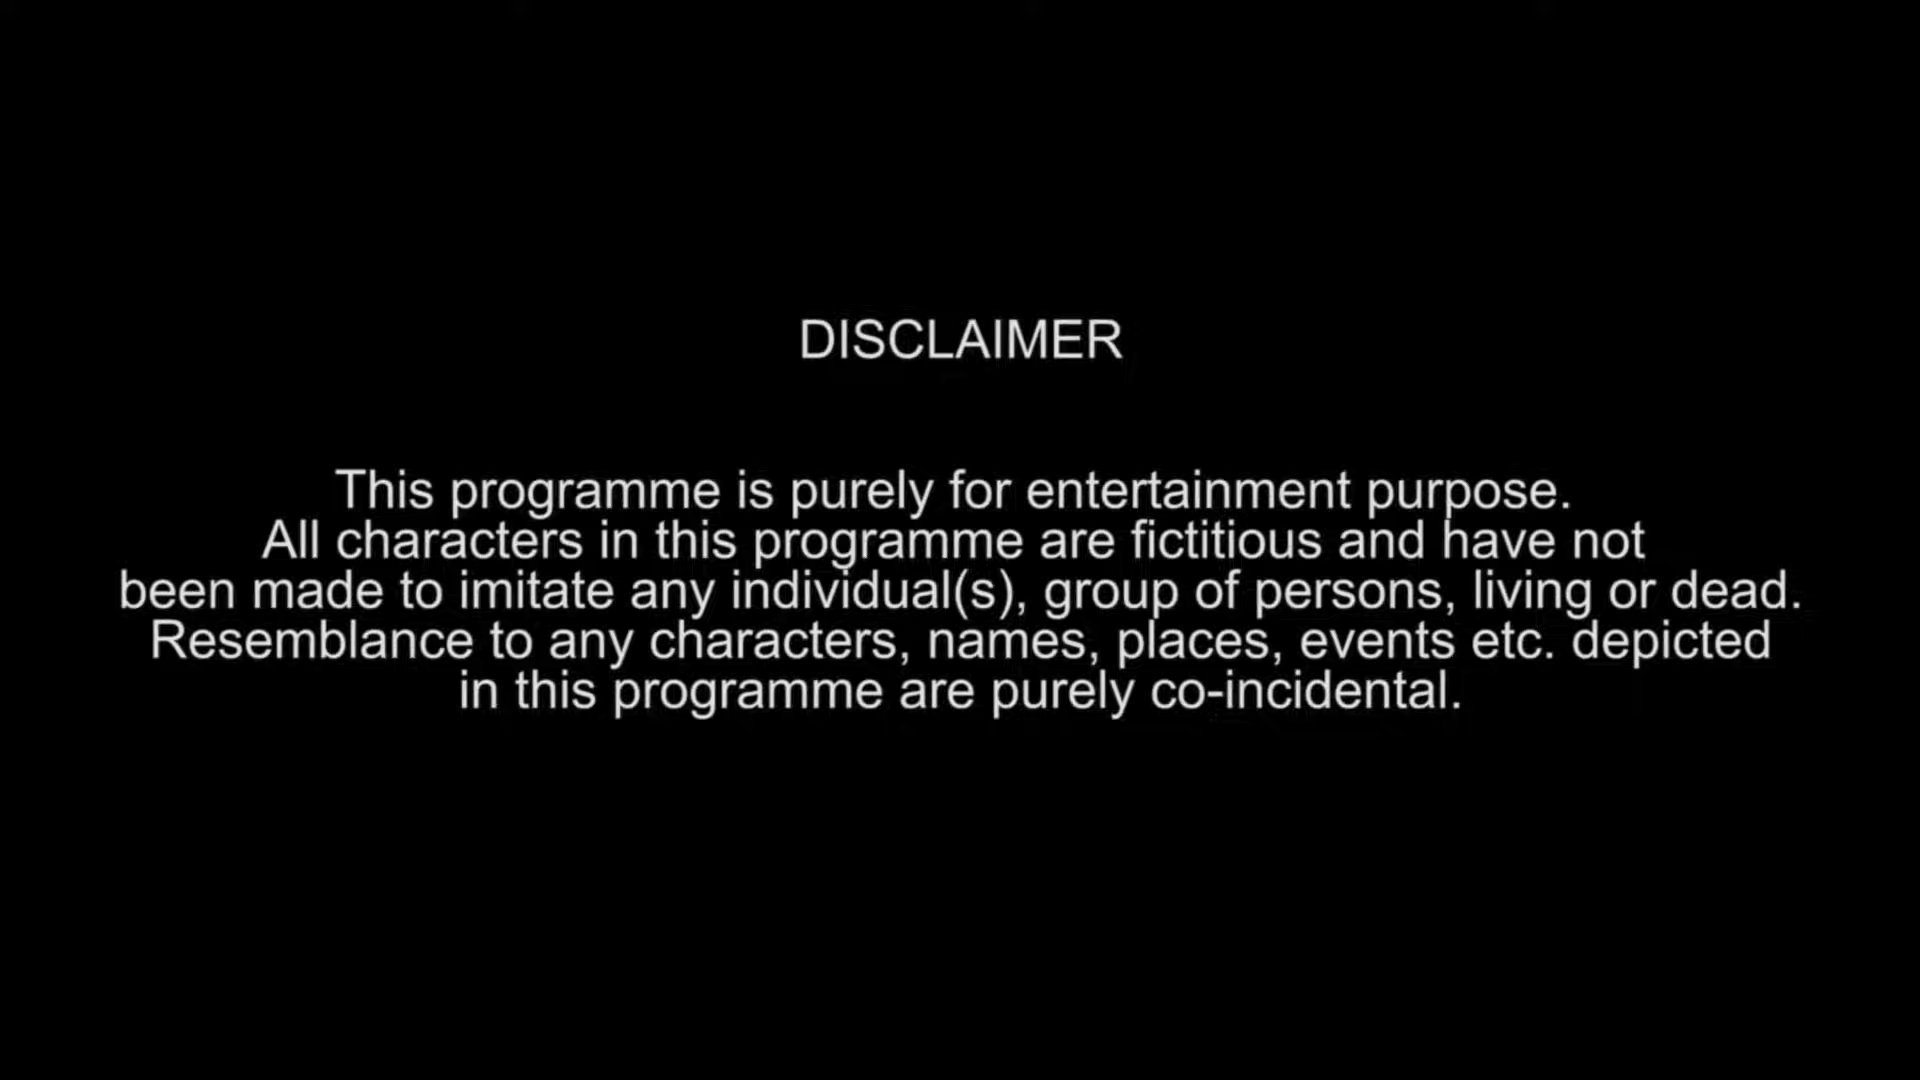 DISCLAIMER
This programme is purely for entertainment purpose.
All characters in this programme are fictitious and have not
been made to imitate any individual(s), group of persons, living or dead.
Resemblance to any characters, names, places, events etc. depicted
in this programme are purely co-incidental.